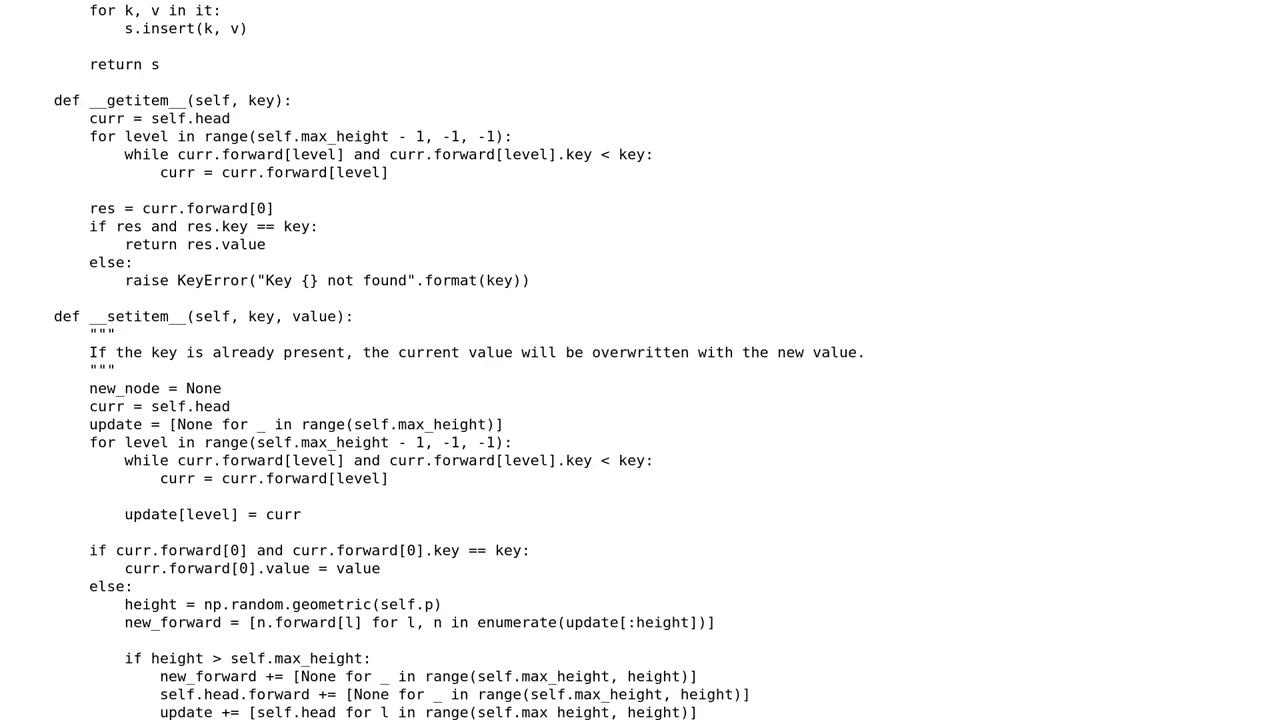 for k, v in it:
            s.insert(k, v)

        return s

    def __getitem__(self, key):
        curr = self.head
        for level in range(self.max_height - 1, -1, -1):
            while curr.forward[level] and curr.forward[level].key < key:
                curr = curr.forward[level]

        res = curr.forward[0]
        if res and res.key == key:
            return res.value
        else:
            raise KeyError("Key {} not found".format(key))

    def __setitem__(self, key, value):
        """
        If the key is already present, the current value will be overwritten with the new value.
        """
        new_node = None
        curr = self.head
        update = [None for _ in range(self.max_height)]
        for level in range(self.max_height - 1, -1, -1):
            while curr.forward[level] and curr.forward[level].key < key:
                curr = curr.forward[level]

            update[level] = curr

        if curr.forward[0] and curr.forward[0].key == key:
            curr.forward[0].value = value
        else:
            height = np.random.geometric(self.p)
            new_forward = [n.forward[l] for l, n in enumerate(update[:height])]

            if height > self.max_height:
                new_forward += [None for _ in range(self.max_height, height)]
                self.head.forward += [None for _ in range(self.max_height, height)]
                update += [self.head for l in range(self.max_height, height)]